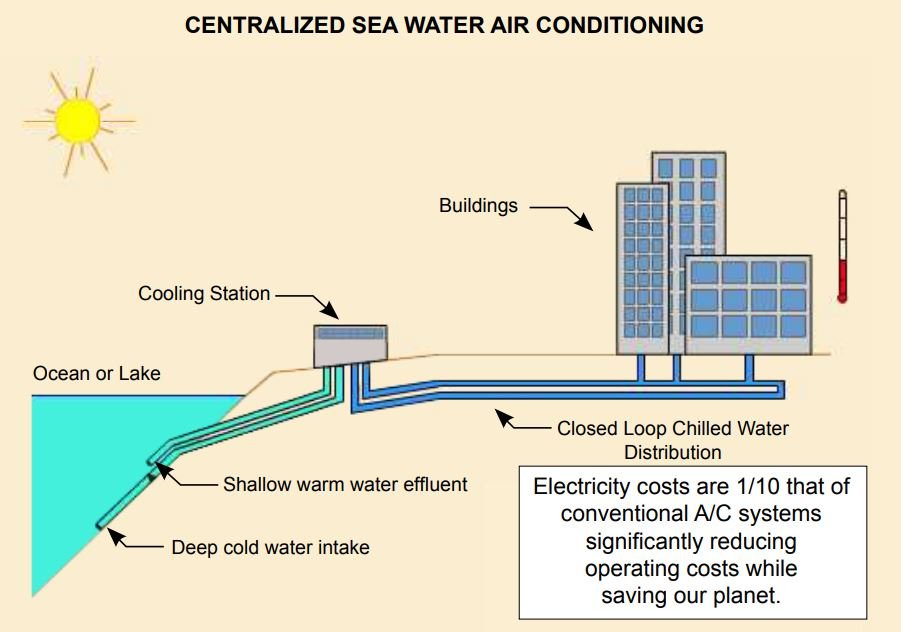 CENTRALIZED SEA WATER AIR CONDITIONING
Buildings
Cooling Station
Ocean or Lake
Closed Loop Chilled Water
Distribution
Shallow warm water effluent
Deep cold water intake
Electricity costs are 1/10 that of
conventional A/C systems
significantly reducing
operating costs while
saving our planet.